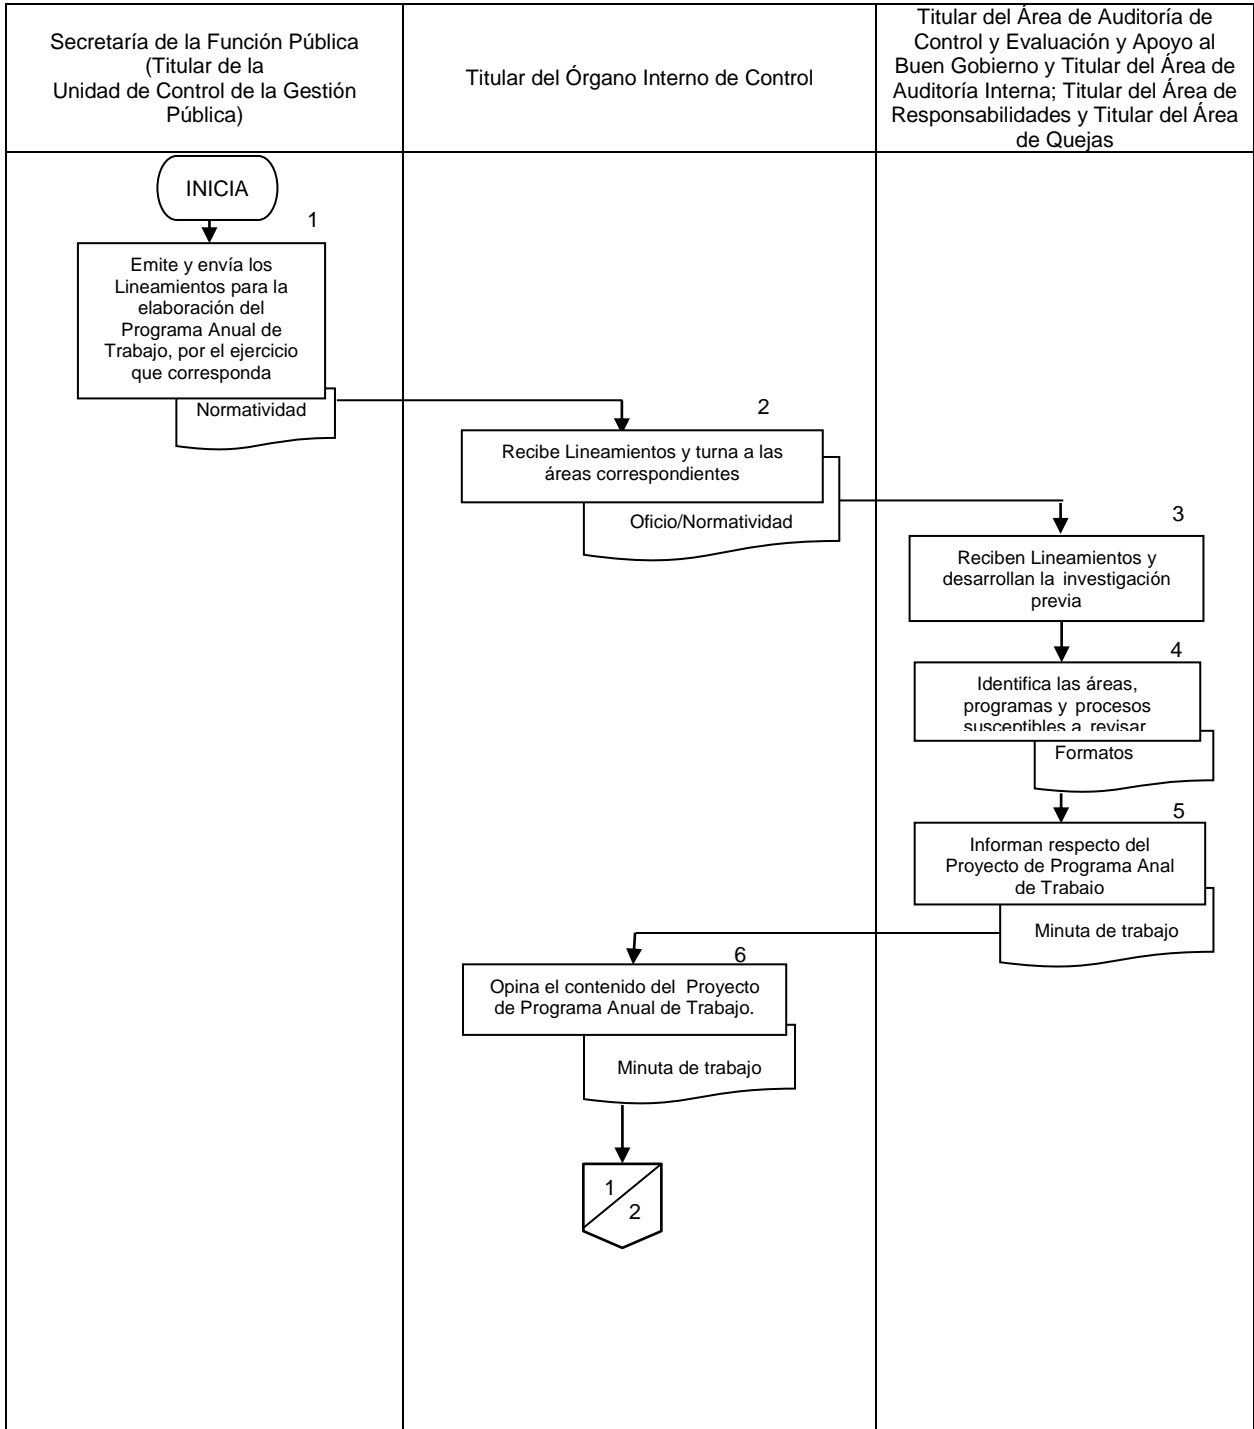 Secretaría de la Función Pública
(Titular de la
Unidad de Control de la Gestión
Pública)
Titular del Órgano Interno de Control
Titular del Área de Auditoría de
Control y Evaluación y Apoyo al
Buen Gobierno y Titular del Área de
Auditoría Interna; Titular del Área de
Responsabilidades y Titular del Área
de Quejas
INICIA
1
Emite y envía los
Lineamientos para la
elaboración del
Programa Anual de
Trabajo, por el ejercicio
que corresponda
Normatividad
2
Recibe Lineamientos y turna a las
áreas correspondientes
Oficio/Normatividad
3
Reciben Lineamientos y
desarrollan la investigación
previa
4
Identifica las áreas,
programas y procesos
susceptibles a revisar
Formatos
5
Informan respecto del
Proyecto de Programa Anal
de Trabajo
Minuta de trabajo
6
Opina el contenido del Proyecto
de Programa Anual de Trabajo.
Minuta de trabajo
1
2